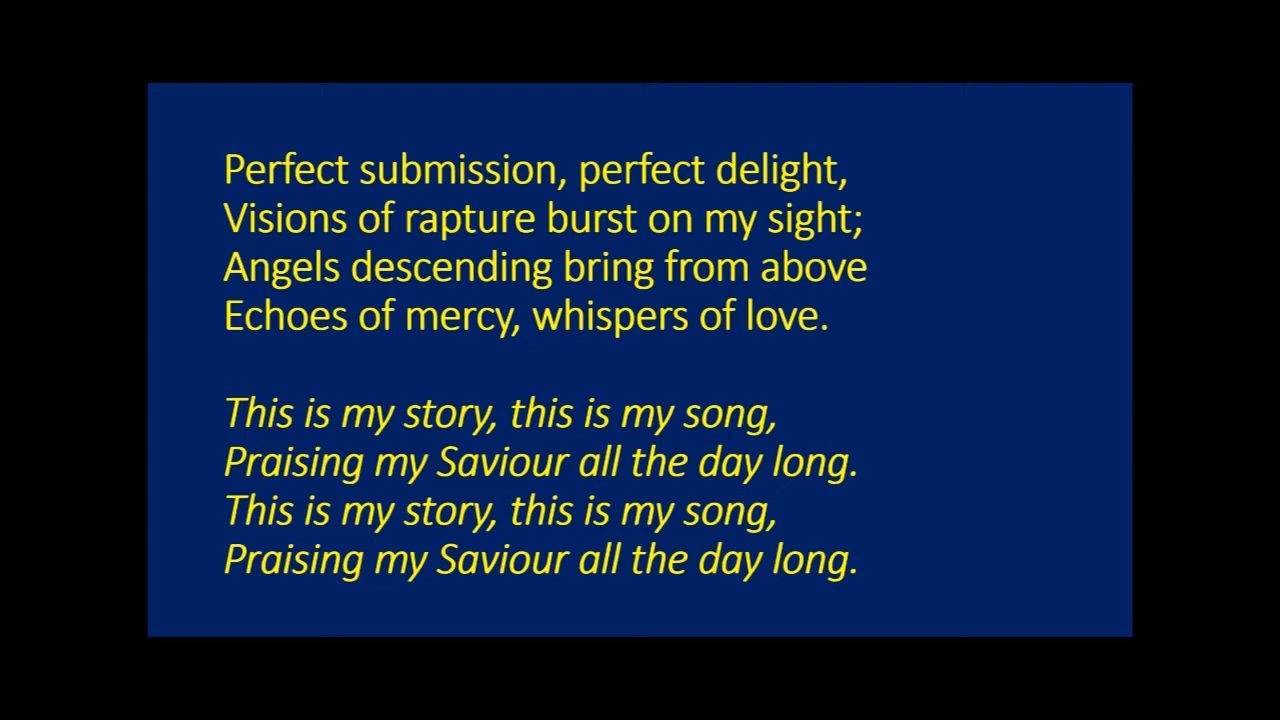 Perfect submission, perfect delight,
Visions of rapture burst on my sight;
Angels descending bring from above
Echoes of mercy, whispers of love.
This is my story, this is my song,
Praising my Saviour all the day long.
This is my story, this is my song,
Praising my Saviour all the day long.